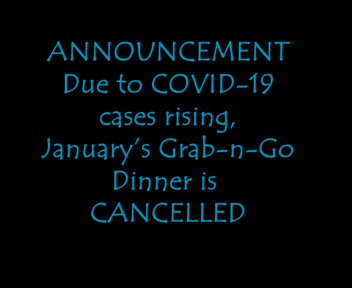 ANNOUNCEMENT
Due to COVID-19
cases rising,
January's Grab-n-Go
Dinner is
CANCELLED